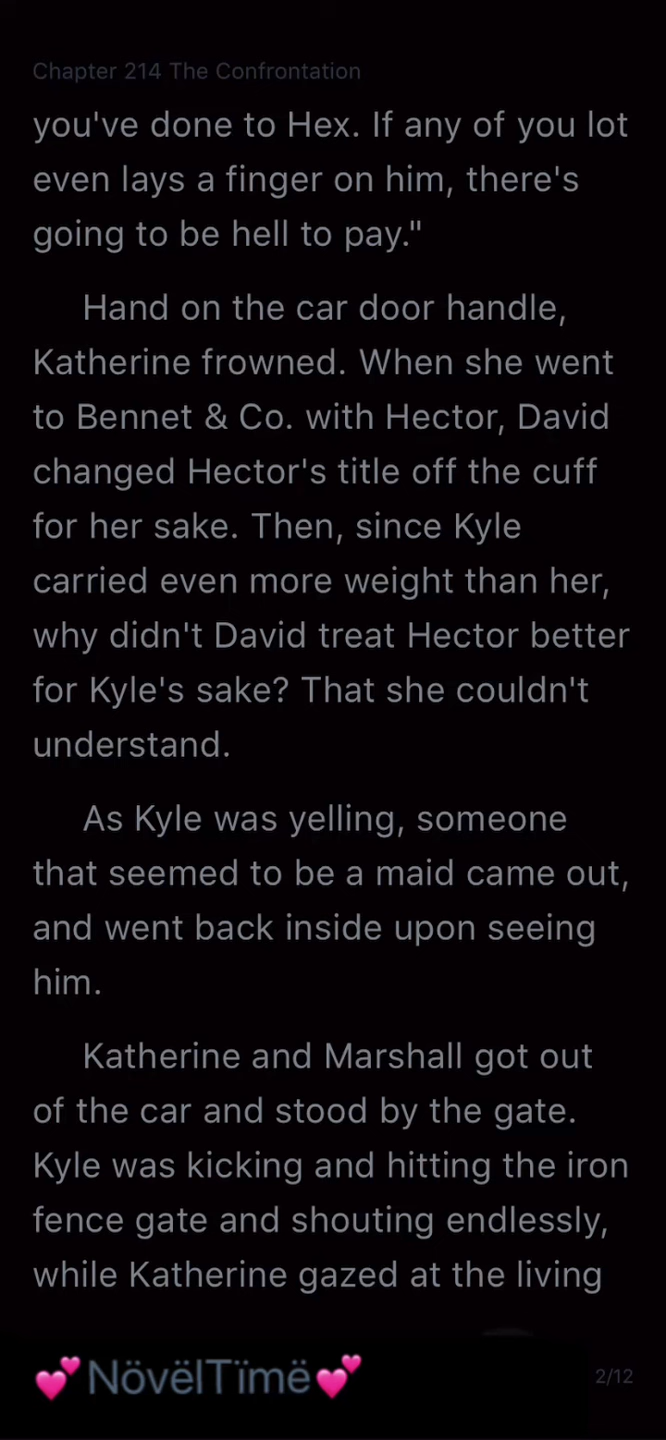 Chapter 214 The Confrontation
you've done to Hex. If any of you lot
even lays a finger on him, there's
going to be hell to pay."
Hand on the car door handle,
Katherine frowned. When she went
to Bennet & Co. with Hector, David
changed Hector's title off the cuff
for her sake. Then, since Kyle
carried even more weight than her,
why didn't David treat Hector better
for Kyle's sake? That she couldn't
understand.
As Kyle was yelling, someone
that seemed to be a maid came out,
and went back inside upon seeing
him.
Katherine and Marshall got out
of the car and stood by the gate.
Kyle was kicking and hitting the iron
fence gate and shouting endlessly,
while Katherine gazed at the living
💕NövëlTïmë💕
2/12